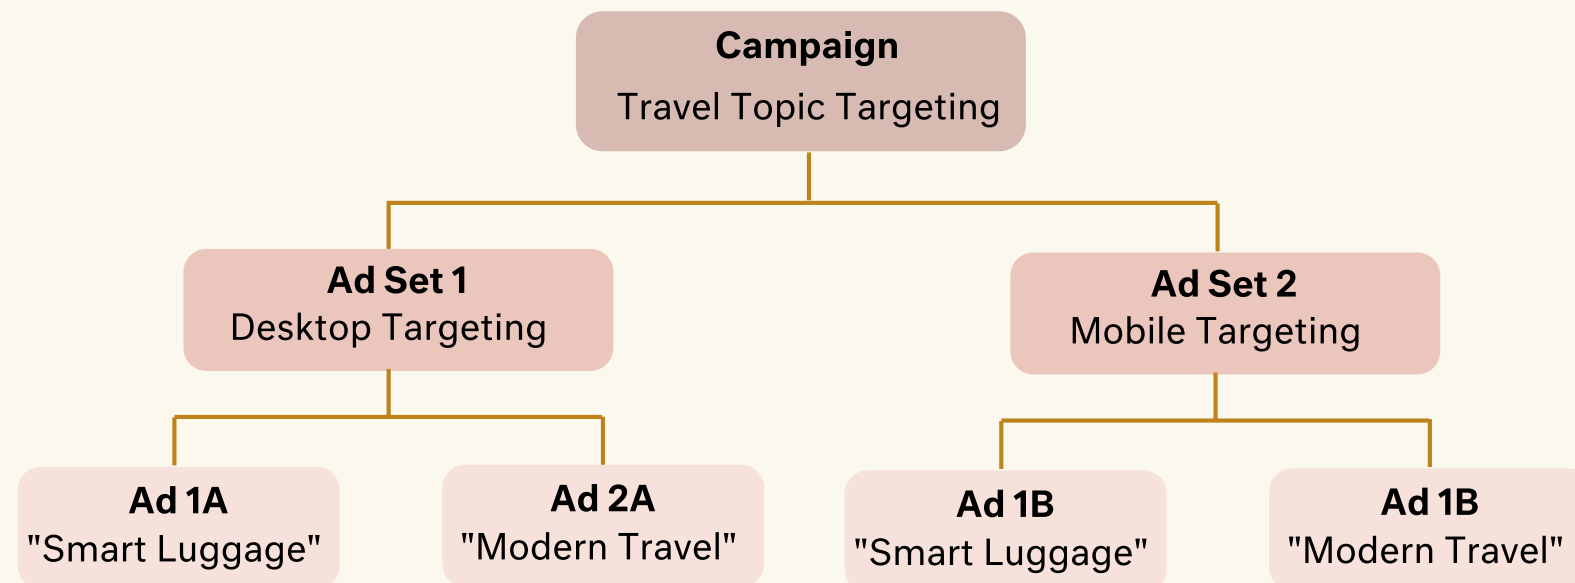 Campaign
Travel Topic Targeting
Ad Set 1
Desktop Targeting
Ad Set 2
Mobile Targeting
Ad 1A
"Smart Luggage"
Ad 2A
"Modern Travel"
Ad 1B
"Smart Luggage"
Ad 1B
"Modern Travel"